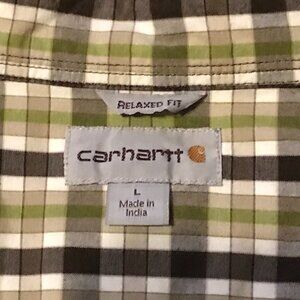 RELAXED FIT
carhartt
L
Made in
India